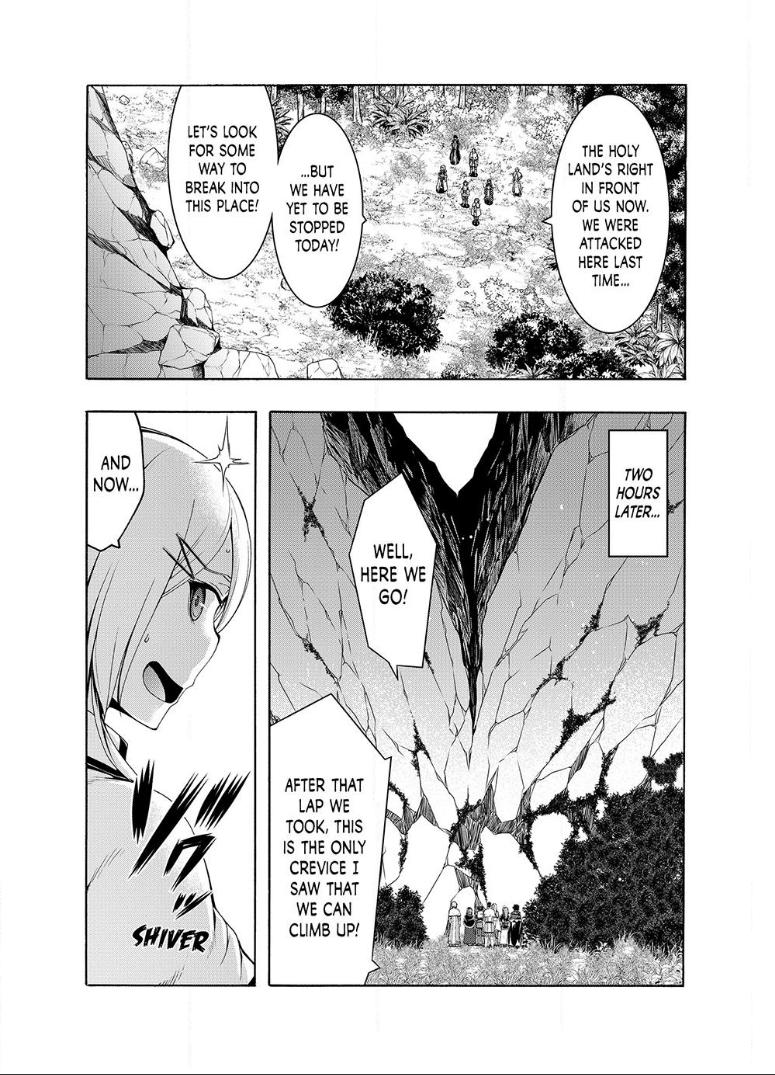 THE HOLY
LAND'S RIGHT
IN FRONT
OF US NOW.
WE WERE
ATTACKED
HERE LAST
TIME...
...BUT
WE HAVE
YET TO BE
STOPPED
TODAY!
LET'S LOOK
FOR SOME
WAY TO
BREAK INTO
THIS PLACE!
TWO
HOURS
LATER...
WELL,
HERE WE
GO!
AFTER THAT
LAP WE
TOOK, THIS
IS THE ONLY
CREVICE I
SAW THAT
WE CAN
CLIMB UP!
AND
NOW...
SHIVER